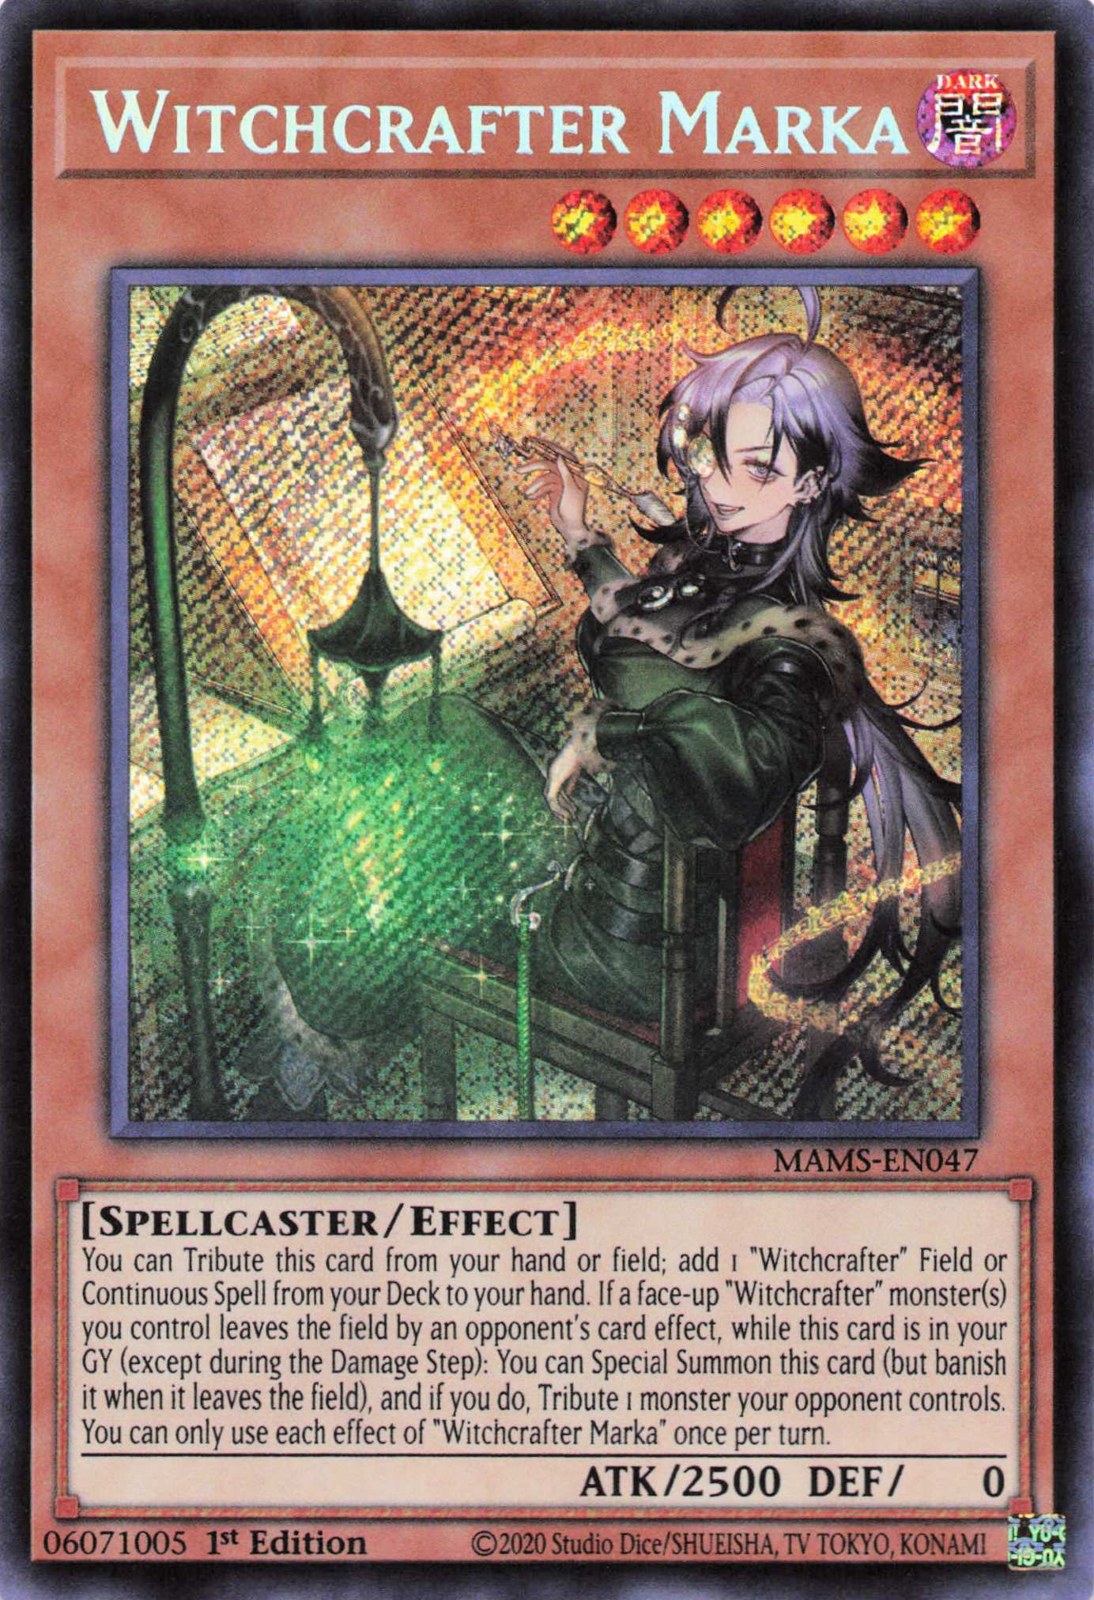 WITCHCRAFTER MARKA
DARK
闇
MAMS-EN047
[SPELLCASTER/EFFECT]
You can Tribute this card from your hand or field; add 1 "Witchcrafter" Field or
Continuous Spell from your Deck to your hand. If a face-up "Witchcrafter" monster(s)
you control leaves the field by an opponent's card effect, while this card is in your
GY (except during the Damage Step): You can Special Summon this card (but banish
it when it leaves the field), and if you do, Tribute 1 monster your opponent controls.
You can only use each effect of "Witchcrafter Marka" once per turn.
ATK/2500 DEF/ 0
06071005 1st Edition ©2020 Studio Dice/SHUEISHA, TV TOKYO, KONAMI